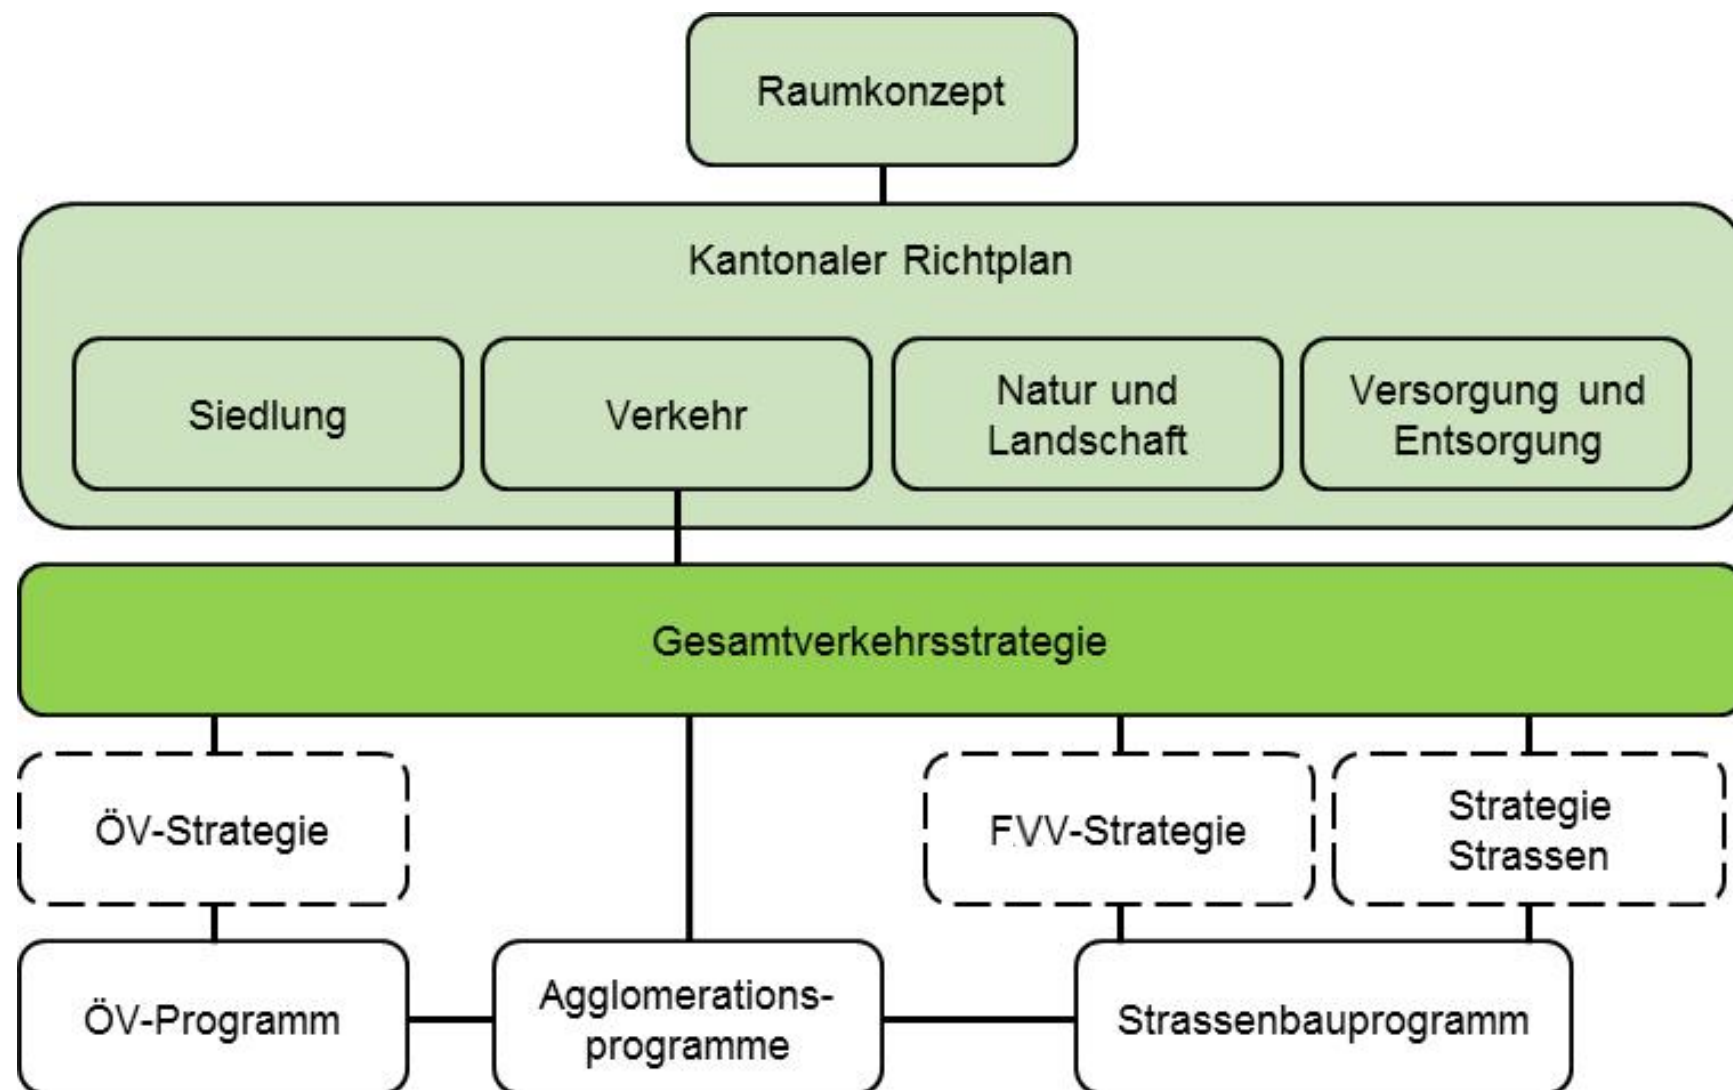 Raumkonzept
Kantonaler Richtplan
Siedlung
Verkehr
Natur und
Landschaft
Versorgung und
Entsorgung
Gesamtverkehrsstrategie
ÖV-Strategie
FVV-Strategie
Strategie
Strassen
ÖV-Programm
Agglomerations-
programme
Strassenbauprogramm